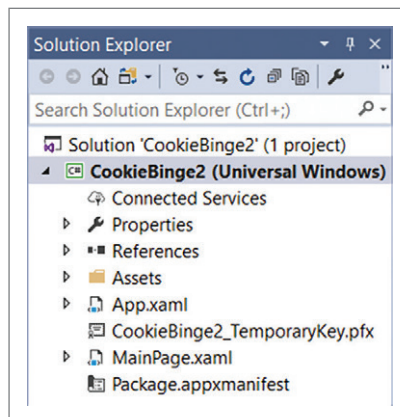 Solution Explorer
Search Solution Explorer (Ctrl+;)
Solution 'CookieBinge2' (1 project)
C# CookieBinge2 (Universal Windows)
Connected Services
Properties
References
Assets
App.xaml
CookieBinge2_TemporaryKey.pfx
MainPage.xaml
Package.appxmanifest